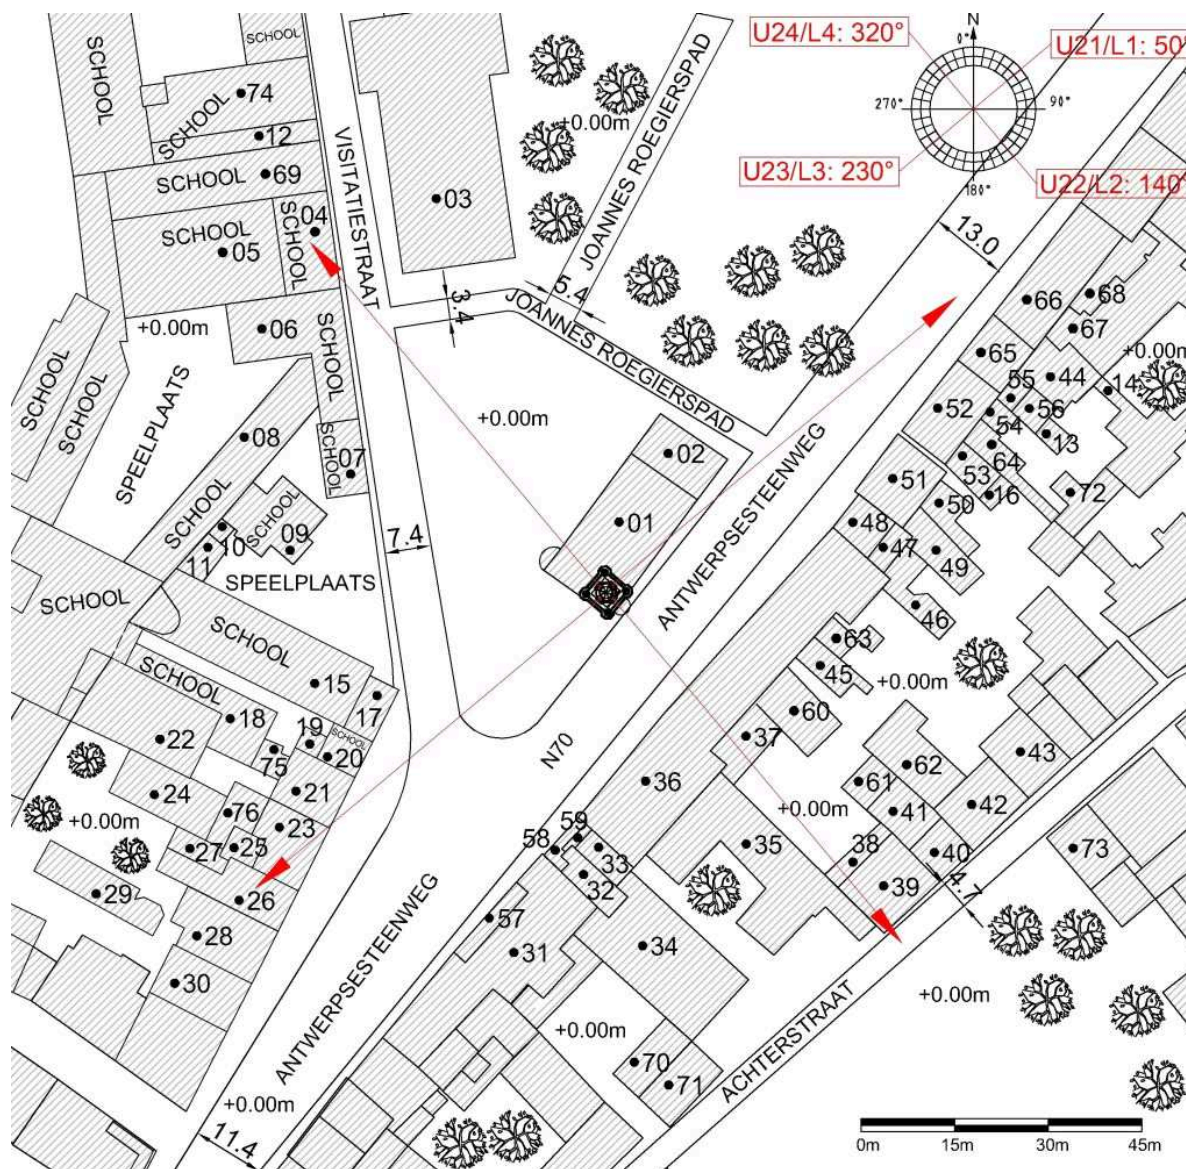 SCHOOL
SCHOOL
U24/L4: 320°
N
0°
U21/L1: 50°
270°
90°
180°
U23/L3: 230°
U22/L2: 140°
SCHOOL
74
12
SCHOOL
69
VISITATIESTRAAT
03
+0.00m
JOANNES ROEGIERSPAD
SCHOOL
05
04
SCHOOL
13.0
5.4
3.4
JOANNES ROEGIERSPAD
+0.00m
06
SCHOOL
66
68
67
+0.00m
65
44
14
55
56
52
54
13
SCHOOL
SCHOOL
SPEELPLAATS
08
SCHOOL
07
SCHOOL
+0.00m
02
01
ANTWERPSESTEENWEG
53
64
16
72
51
50
48
47
49
46
SCHOOL
09
10
11
7.4
SPEELPLAATS
SCHOOL
SCHOOL
15
17
SCHOOL
18
19
SCHOOL
20
75
22
21
24
76
23
+0.00m
27
25
26
29
28
30
63
45
+0.00m
60
37
N70
36
43
62
61
41
42
+0.00m
59
58
33
32
35
38
40
39
73
4.7
57
31
34
ANTWERPSESTEENWEG
+0.00m
+0.00m
70
71
ACHTERSTRAAT
+0.00m
11.4
0m
15m
30m
45m